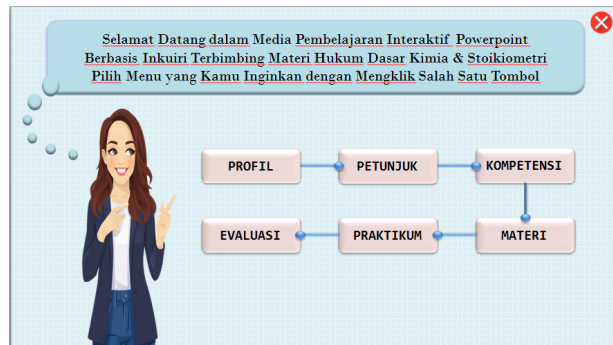 Selamat Datang dalam Media Pembelajaran Interaktif Powerpoint
Berbasis Inkuiri Terbimbing Materi Hukum Dasar Kimia & Stoikiometri
Pilih Menu yang Kamu Inginkan dengan Mengklik Salah Satu Tombol
PROFIL
PETUNJUK
KOMPETENSI
EVALUASI
PRAKTIKUM
MATERI